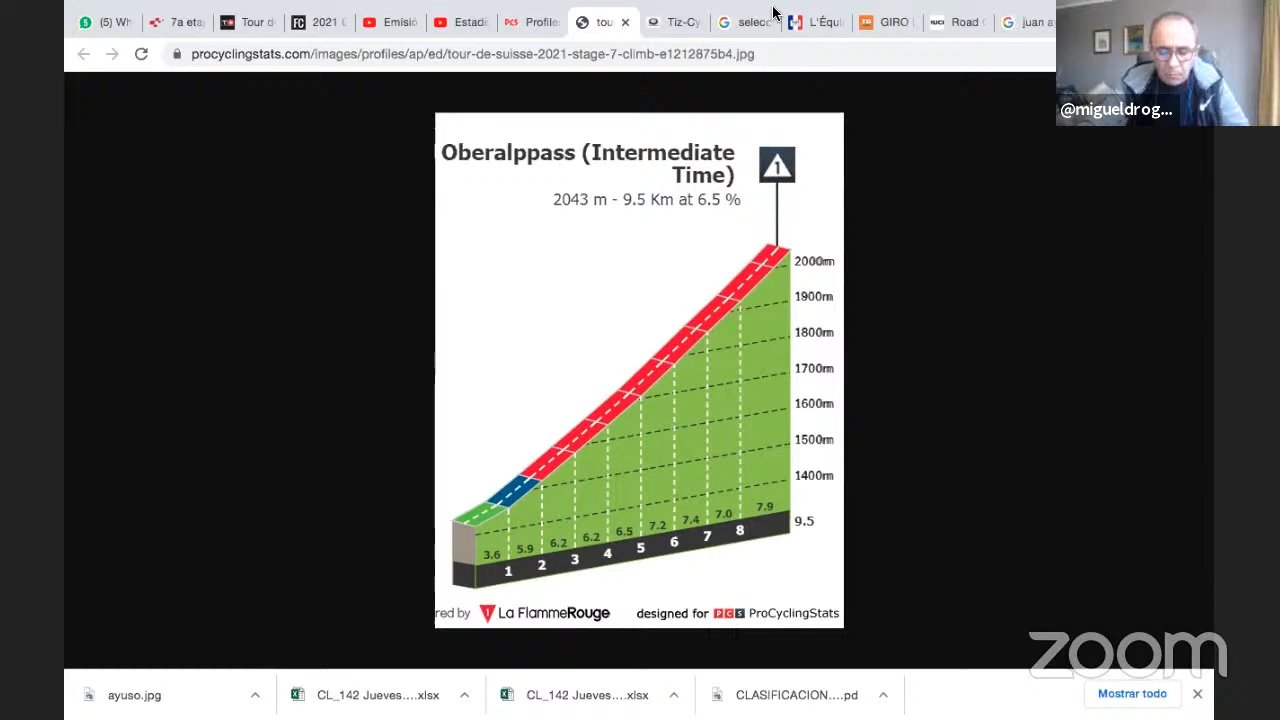 (5) Wh
7a etap
Tour d
2021 C
Emisió
Estadi
Profile
tou
Tiz-Cy
selecc
L'Équi
GIRO
Road
juan ay
procyclingstats.com/images/profiles/ap/ed/tour-de-suisse-2021-stage-7-climb-e1212875b4.jpg
@migueldrog...
Oberalppass (Intermediate
Time)
2043 m - 9.5 Km at 6.5 %
1
2000m
1900m
1800m
1700m
1600m
1500m
1400m
9.5
3.6 5.9 6.2 6.2 6.5 7.2 7.4 7.0 7.9
1 2 3 4 5 6 7 8
red by La FlammeRouge designed for PCS ProCyclingStats
zoom
ayuso.jpg
CL_142 Jueves....xlsx
CL_142 Jueves....xlsx
CLASIFICACION....pd
Mostrar todo